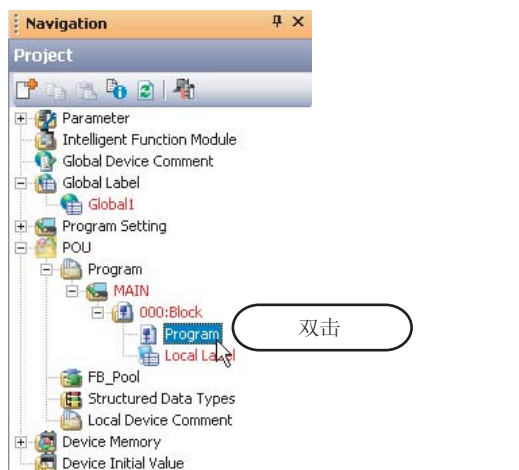 Navigation
Project
Parameter
Intelligent Function Module
Global Device Comment
Global Label
Global1
Program Setting
POU
Program
MAIN
000:Block
Program
双击
Local Label
FB_Pool
Structured Data Types
Local Device Comment
Device Memory
Device Initial Value